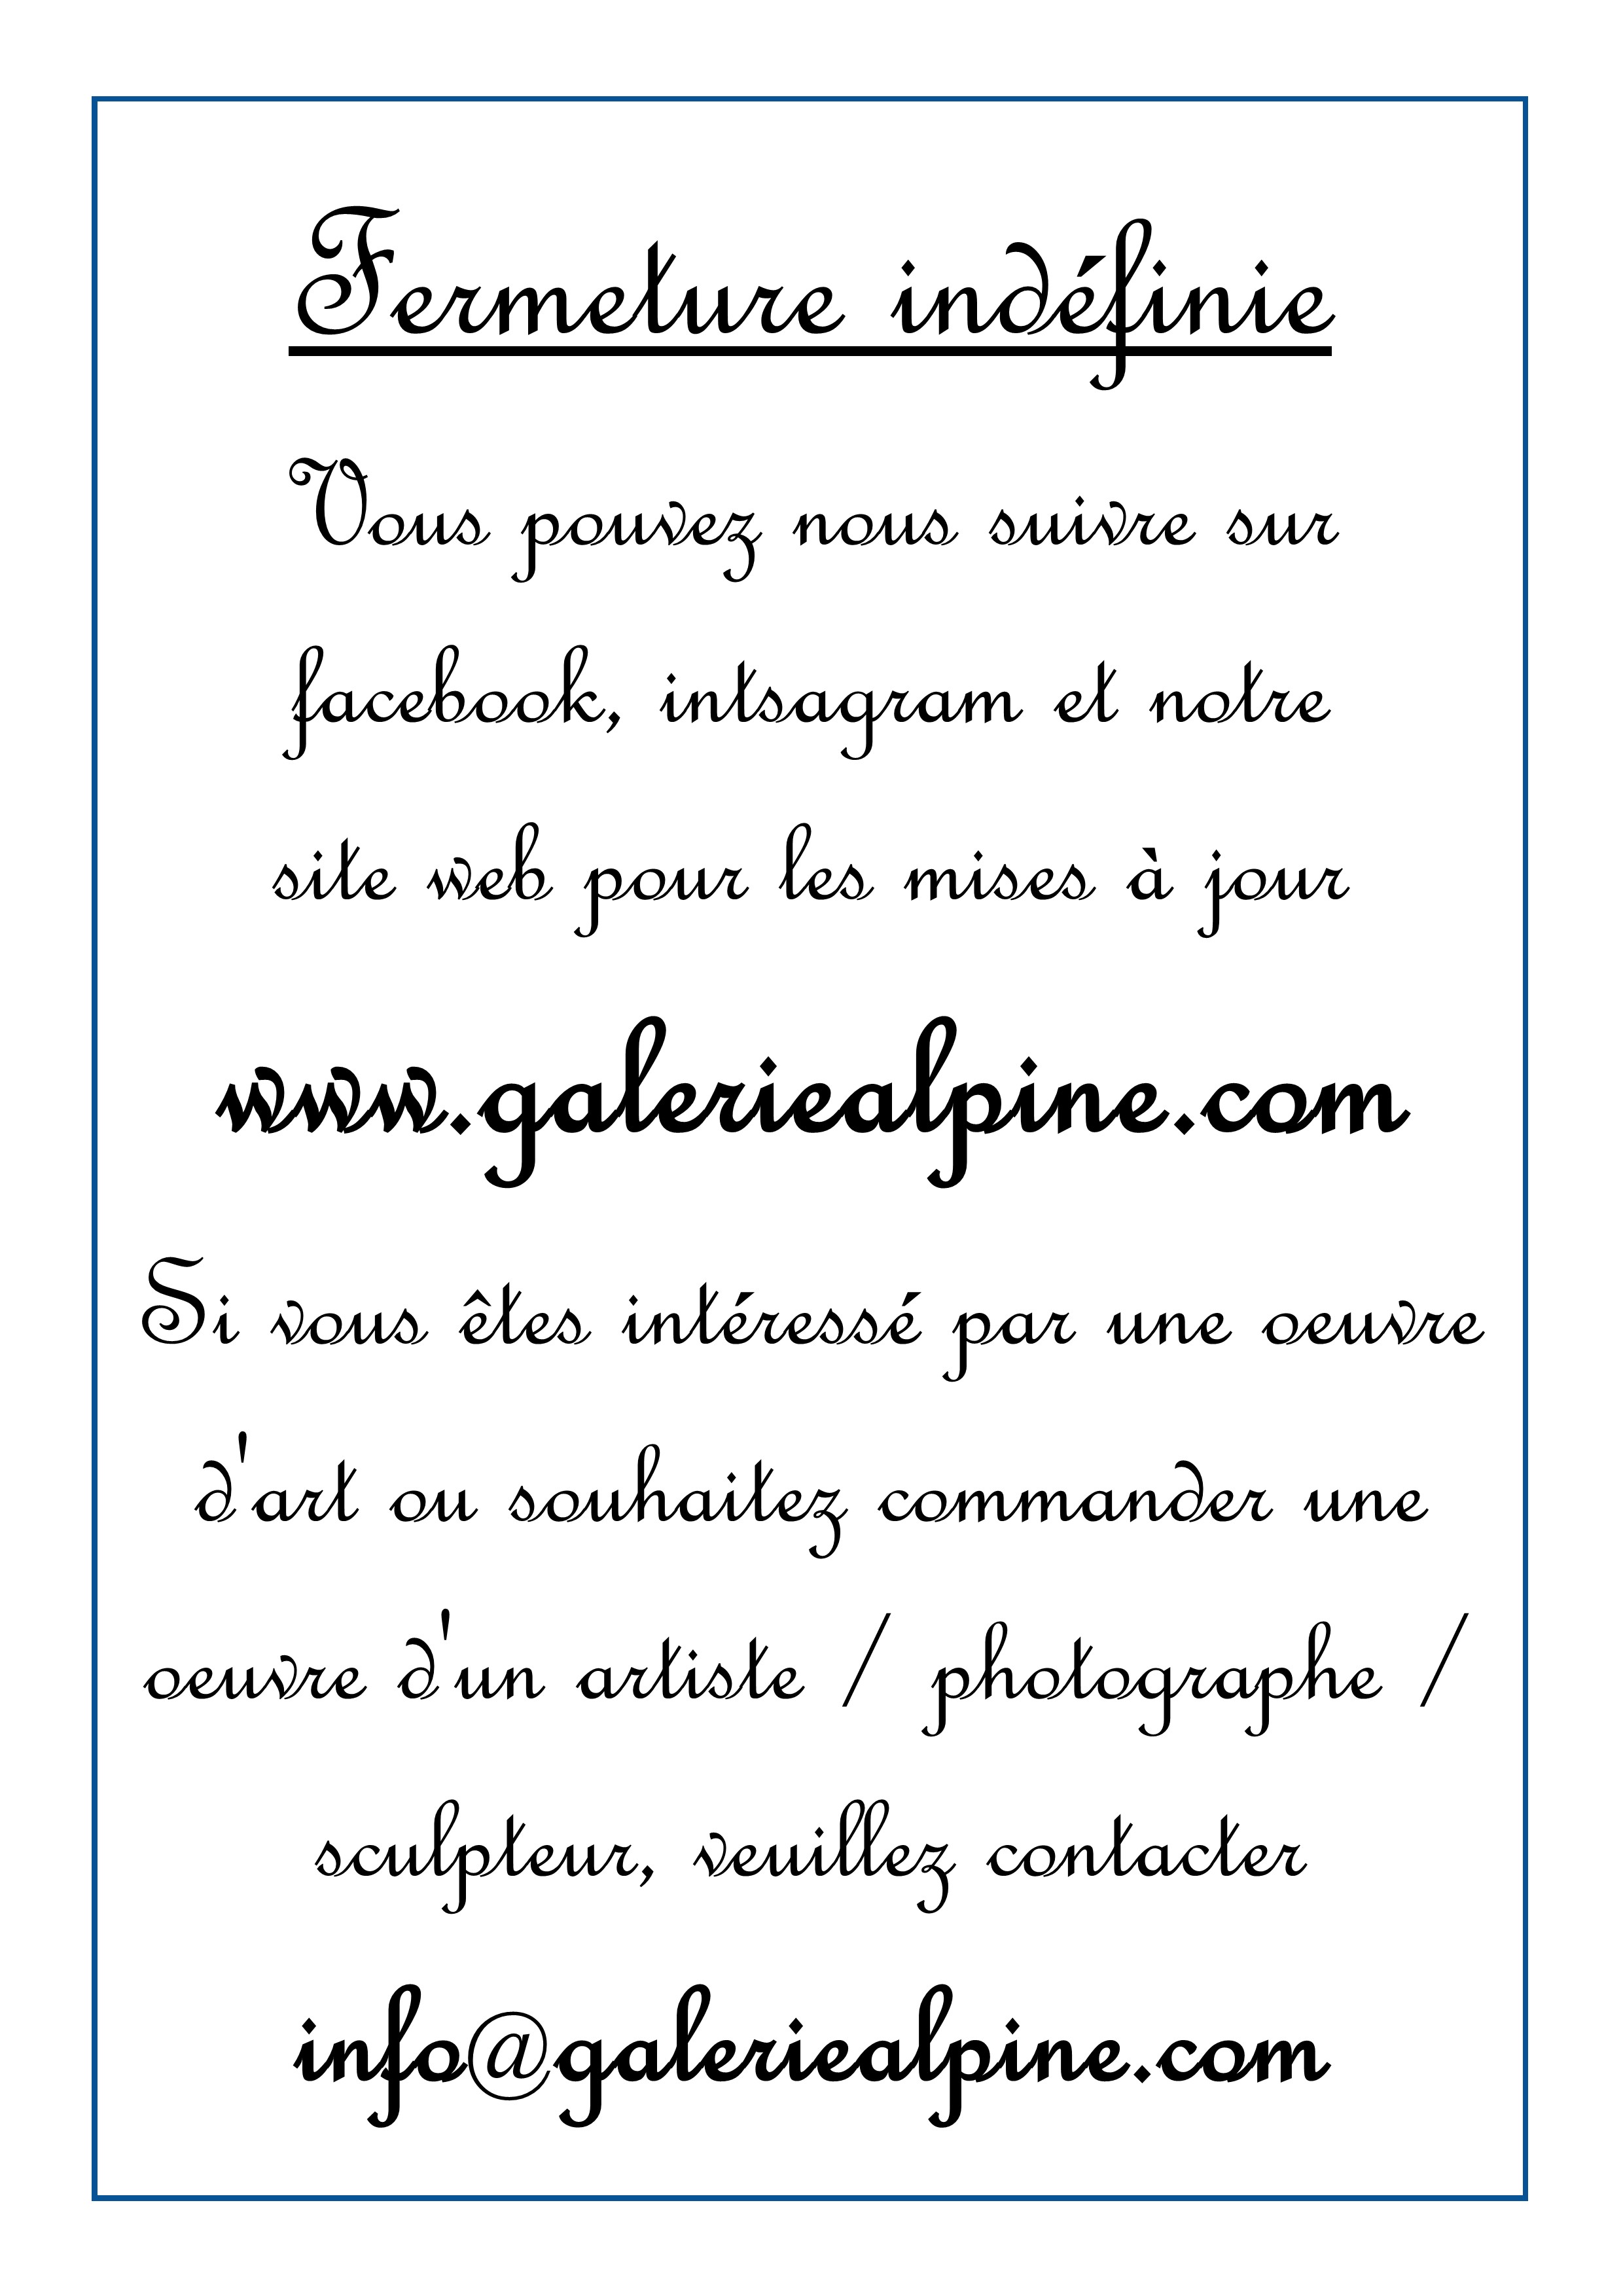 Fermeture indéfinie
Vous pouvez nous suivre sur
facebook, intsagram et notre
site web pour les mises à jour
www.galeriealpine.com
Si vous êtes intéressé par une oeuvre
d'art ou souhaitez commander une
oeuvre d'un artiste / photographe /
sculpteur, veuillez contacter
info@galeriealpine.com